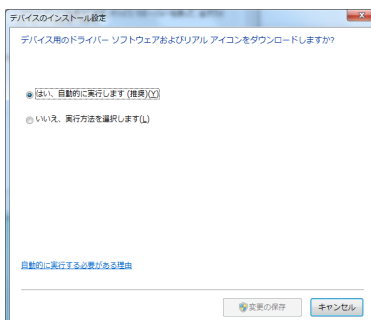 デバイスのインストール設定
デバイス用のドライバー ソフトウェアおよびリアル アイコンをダウンロードしますか?
はい、自動的に実行します (推奨)(Y)
いいえ、実行方法を選択します(L)
自動的に実行する必要がある理由
変更の保存
キャンセル